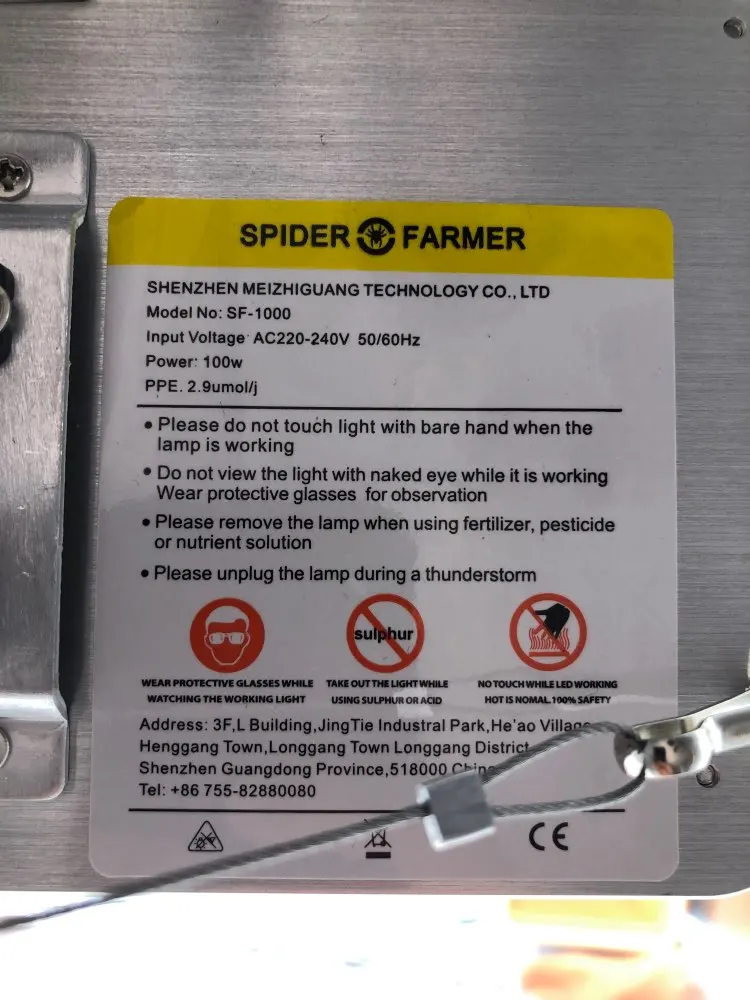 SPIDER FARMER
SHENZHEN MEIZHIGUANG TECHNOLOGY CO., LTD
Model No: SF-1000
Input Voltage: AC220-240V 50/60Hz
Power: 100w
PPE. 2.9umol/j
• Please do not touch light with bare hand when the
lamp is working
• Do not view the light with naked eye while it is working
Wear protective glasses for observation
• Please remove the lamp when using fertilizer, pesticide
or nutrient solution
• Please unplug the lamp during a thunderstorm
sulphur
WEAR PROTECTIVE GLASSES WHILE
WATCHING THE WORKING LIGHT
TAKE OUT THE LIGHT WHILE
USING SULPHUR OR ACID
NO TOUCH WHILE LED WORKING
HOT IS NOMAL 100% SAFETY
Address: 3F,L Building,JingTie Industral Park,He'ao Village
Henggang Town,Longgang Town Longgang District
Shenzhen Guangdong Province,518000 China
Tel: +86 755-82880080
CE